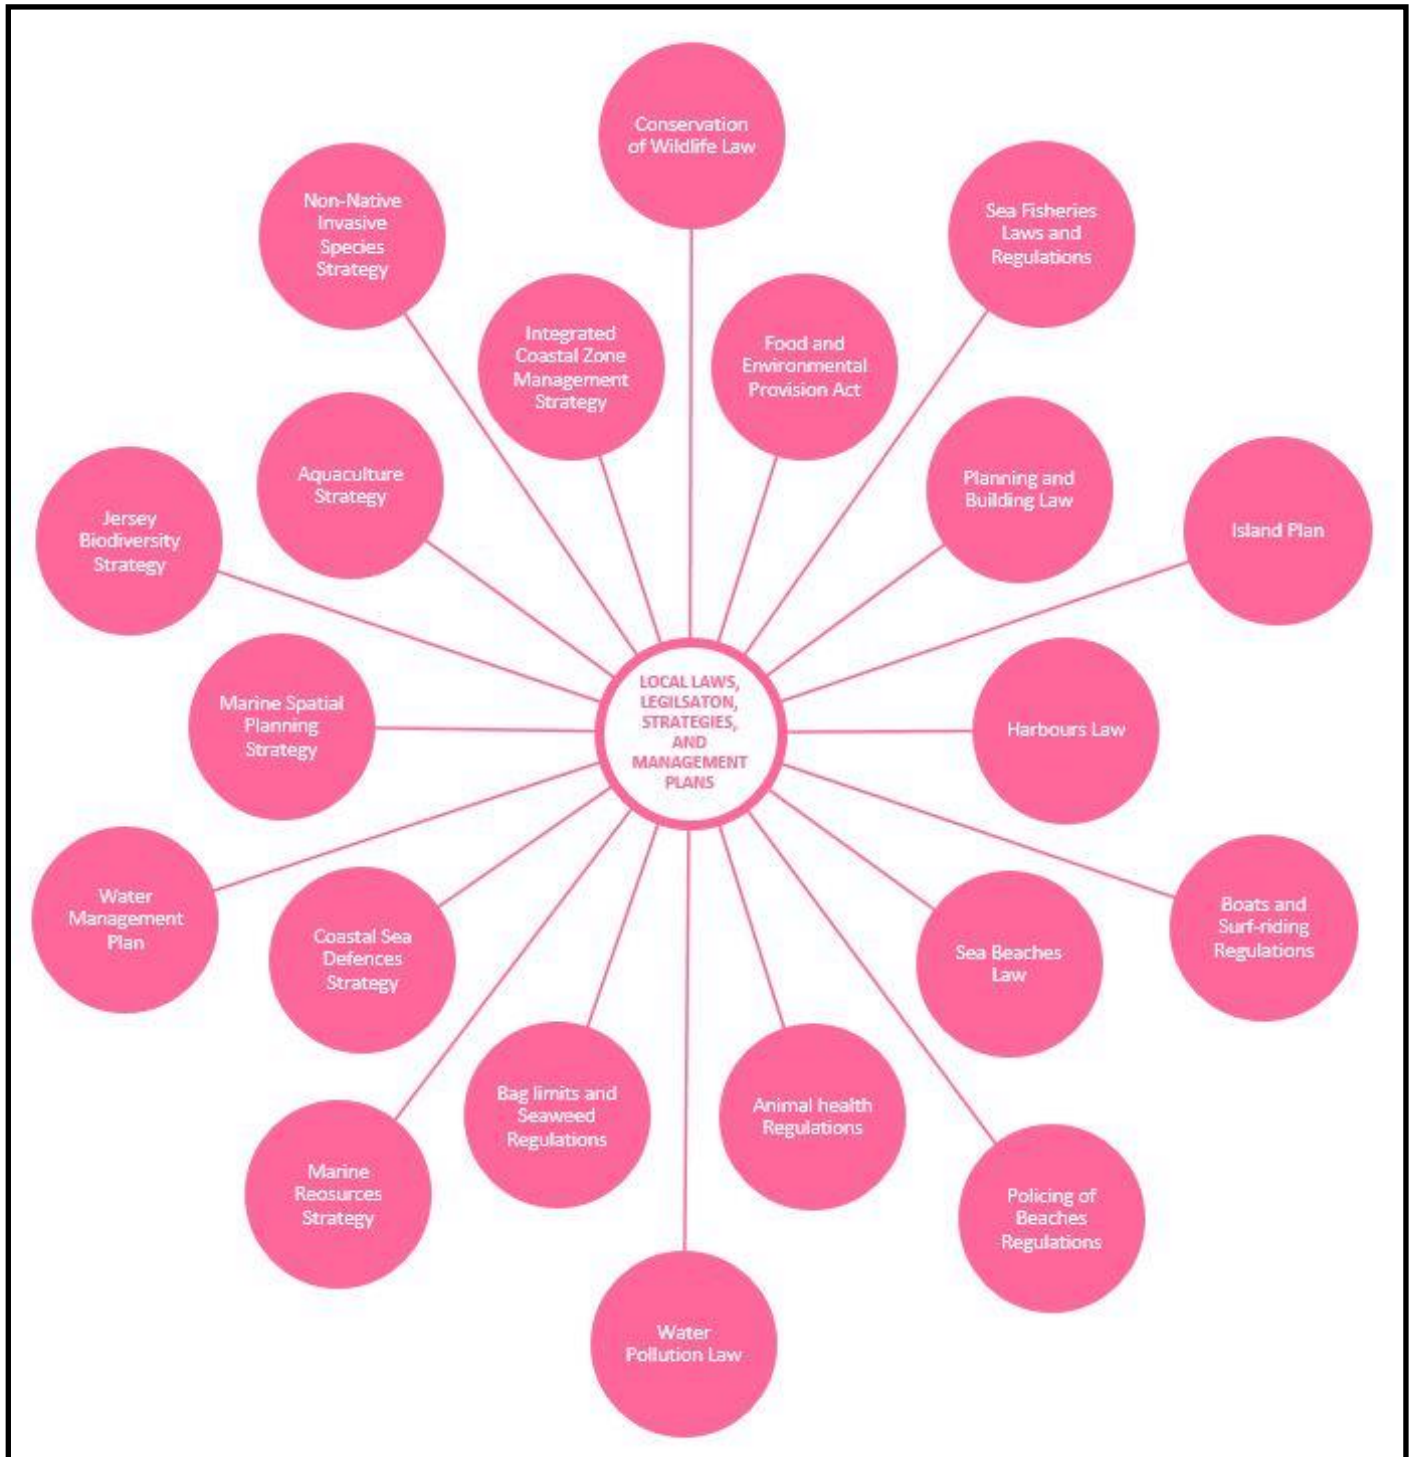 Conservation
of Wildlife Law
Non-Native
Invasive
Species
Strategy
Sea Fisheries
Laws and
Regulations
Integrated
Coastal Zone
Management
Strategy
Food and
Environmental
Provision Act
Aquaculture
Strategy
Planning and
Building Law
Jersey
Biodiversity
Strategy
Island Plan
Marine Spatial
Planning
Strategy
LOCAL LAWS,
LEGILSATON,
STRATEGIES,
AND
MANAGEMENT
PLANS
Harbours Law
Water
Management
Plan
Coastal Sea
Defences
Strategy
Sea Beaches
Law
Boats and
Surf-riding
Regulations
Bag limits and
Seaweed
Regulations
Animal health
Regulations
Marine
Reosurces
Strategy
Policing of
Beaches
Regulations
Water
Pollution Law